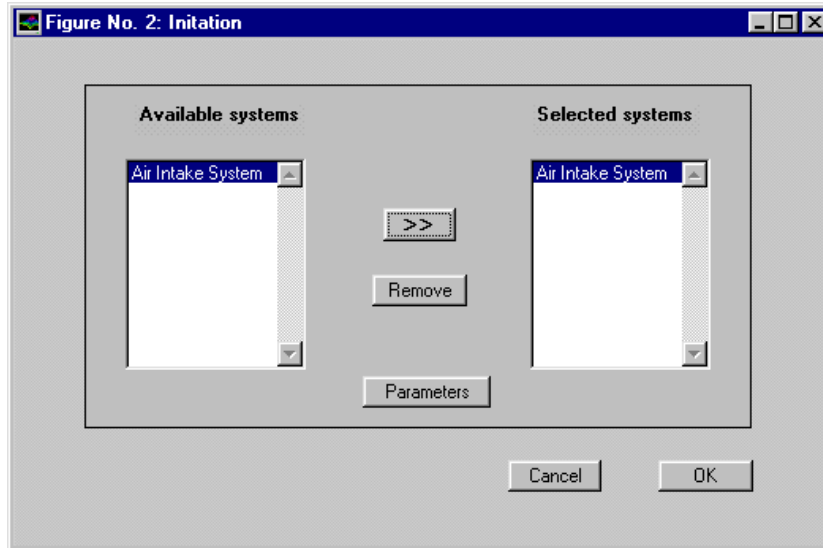 Figure No. 2: Initation
Available systems
Selected systems
Air Intake System
Air Intake System
>>
Remove
Parameters
Cancel
OK